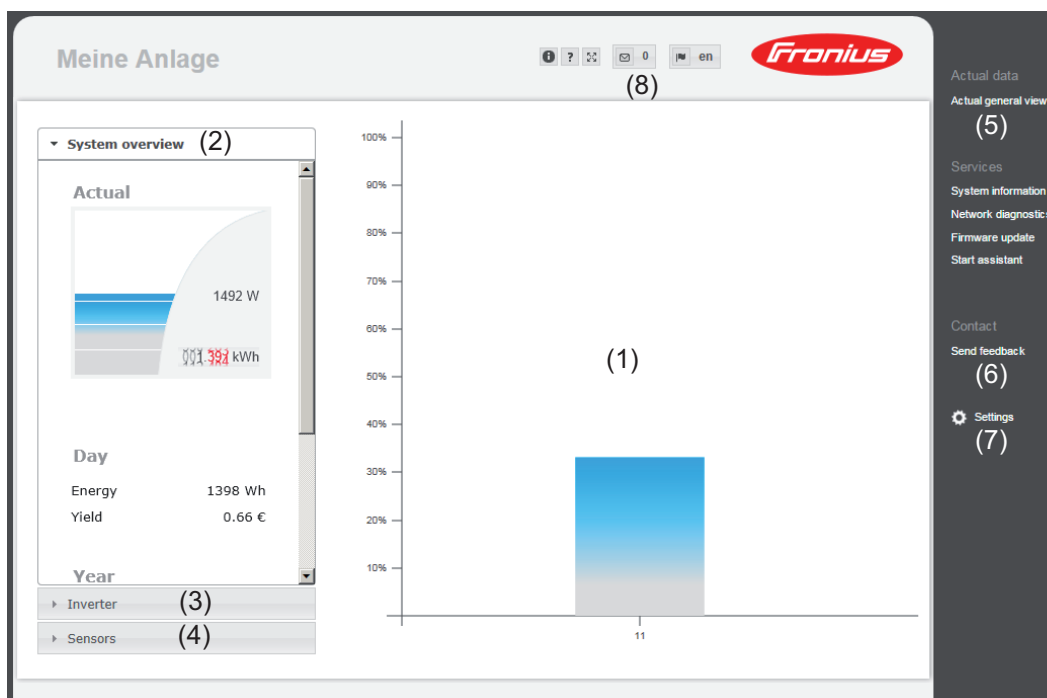 Meine Anlage
? 0 en
Fronius
(8)
System overview (2)
Actual
1492 W
kWh
Day
Energy 1398 Wh
Yield 0.66 €
Year
Inverter (3)
Sensors (4)
100%
90%
80%
70%
60%
50%
40%
30%
20%
10%
(1)
11
Actual data
Actual general view
(5)
Services
System information
Network diagnostics
Firmware update
Start assistant
Contact
Send feedback
(6)
Settings
(7)